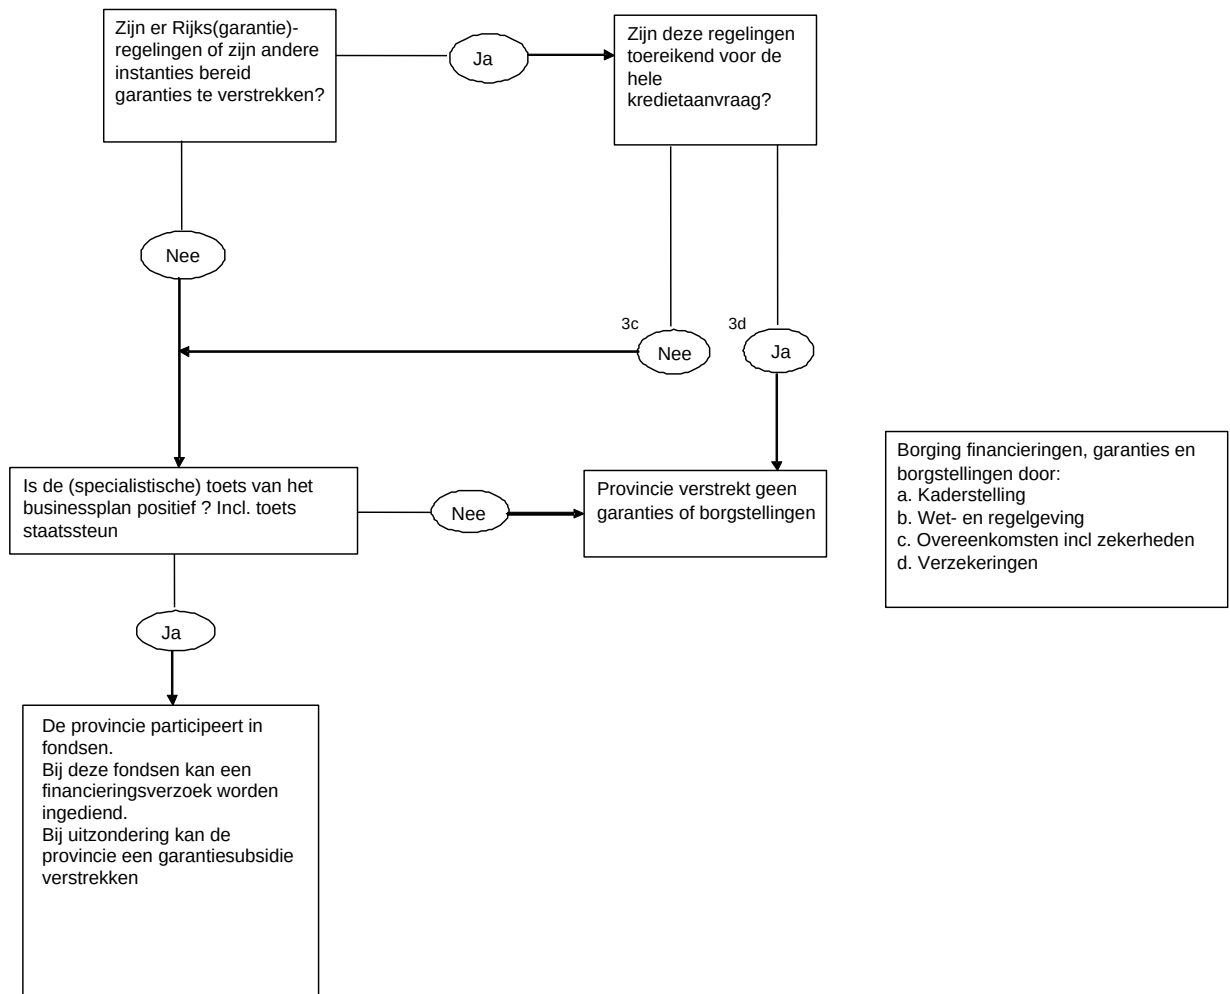 Zijn er Rijks(garantie)-
regelingen of zijn andere
instanties bereid
garanties te verstrekken?
Ja
Zijn deze regelingen
toereikend voor de
hele
kredietaanvraag?
Nee
3c
Nee
3d
Ja
Is de (specialistische) toets van het
businessplan positief ? Incl. toets
staatssteun
Nee
Provincie verstrekt geen
garanties of borgstellingen
Borging financieringen, garanties en
borgstellingen door:
a. Kaderstelling
b. Wet- en regelgeving
c. Overeenkomsten incl zekerheden
d. Verzekeringen
Ja
De provincie participeert in
fondsen.
Bij deze fondsen kan een
financieringsverzoek worden
ingediend.
Bij uitzondering kan de
provincie een garantiesubsidie
verstrekken